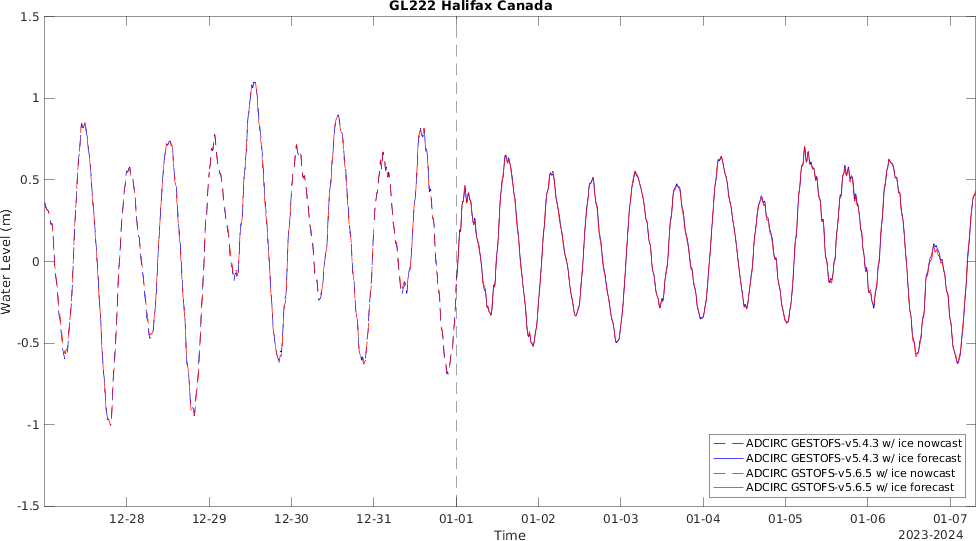 GL222 Halifax Canada
1.5
1
0.5
0
-0.5
-1
-1.5
Water Level (m)
12-28 12-29 12-30 12-31 01-01 01-02 01-03 01-04 01-05 01-06 01-07
Time
2023-2024
ADCIRC GESTOFS-v5.4.3 w/ ice nowcast
ADCIRC GESTOFS-v5.4.3 w/ ice forecast
ADCIRC GSTOFS-v5.6.5 w/ ice nowcast
ADCIRC GSTOFS-v5.6.5 w/ ice forecast